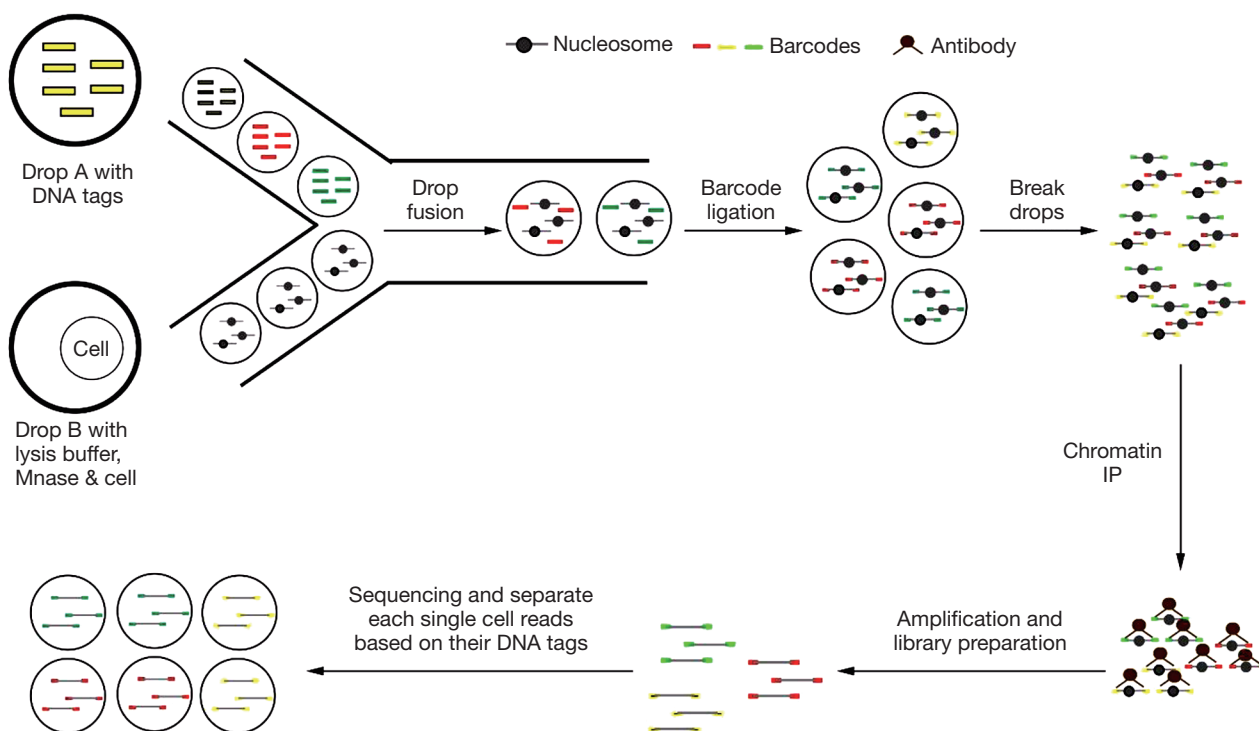 Nucleosome
Barcodes
Antibody
Drop A with
DNA tags
Drop
fusion
Barcode
ligation
Break
drops
Cell
Drop B with
lysis buffer,
Mnase & cell
Chromatin
IP
Sequencing and separate
each single cell reads
based on their DNA tags
Amplification and
library preparation